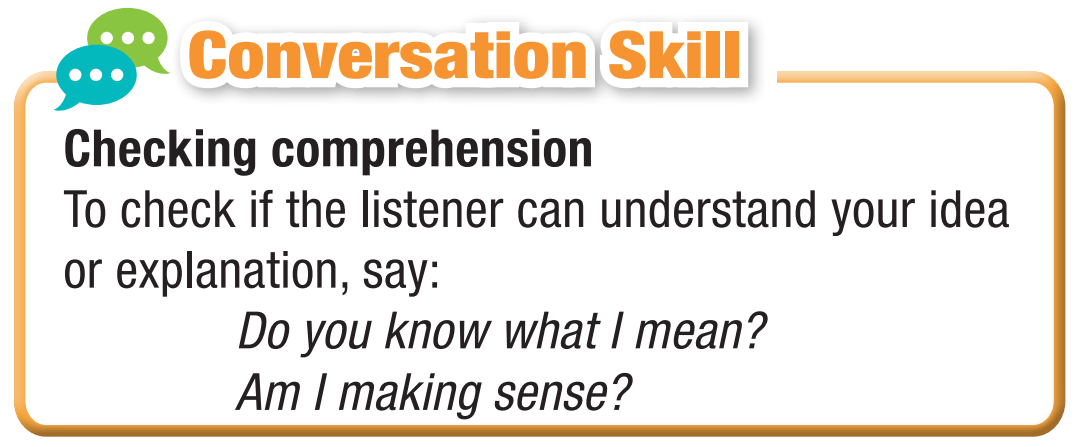 Conversation Skill
Checking comprehension
To check if the listener can understand your idea
or explanation, say:
Do you know what I mean?
Am I making sense?